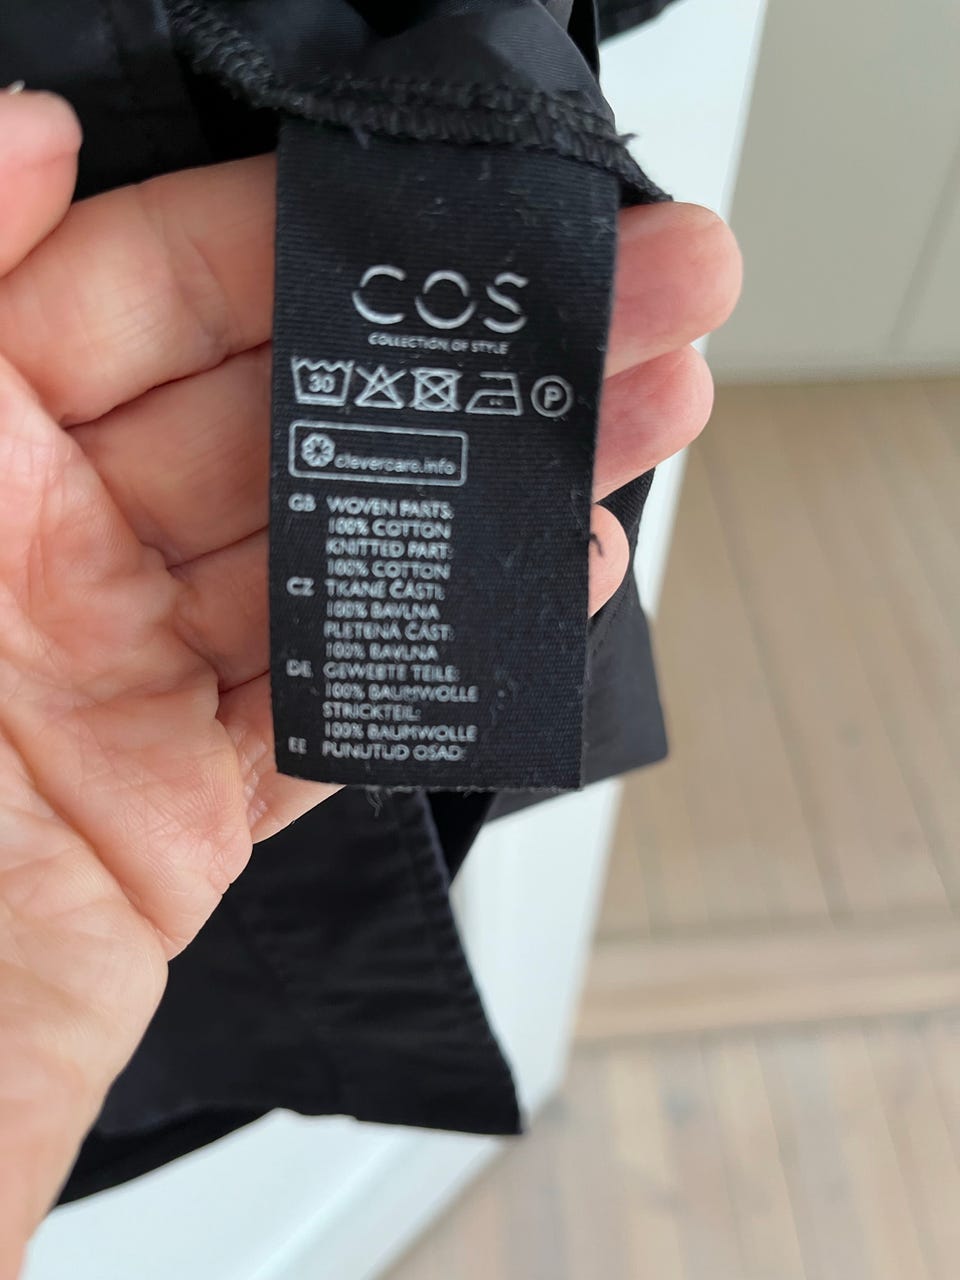 COS
COLLECTION OF STYLE
30
P
clevercare.info
GB WOVEN PARTS:
100% COTTON
KNITTED PART:
100% COTTON
CZ TKANÉ ČÁSTI:
100% BAVLNA
PLETENÁ ČÁST:
100% BAVLNA
DE GEWEBTE TEILE:
100% BAUMWOLLE
STRICKTEIL:
100% BAUMWOLLE
EE PUNUTUD OSAD: